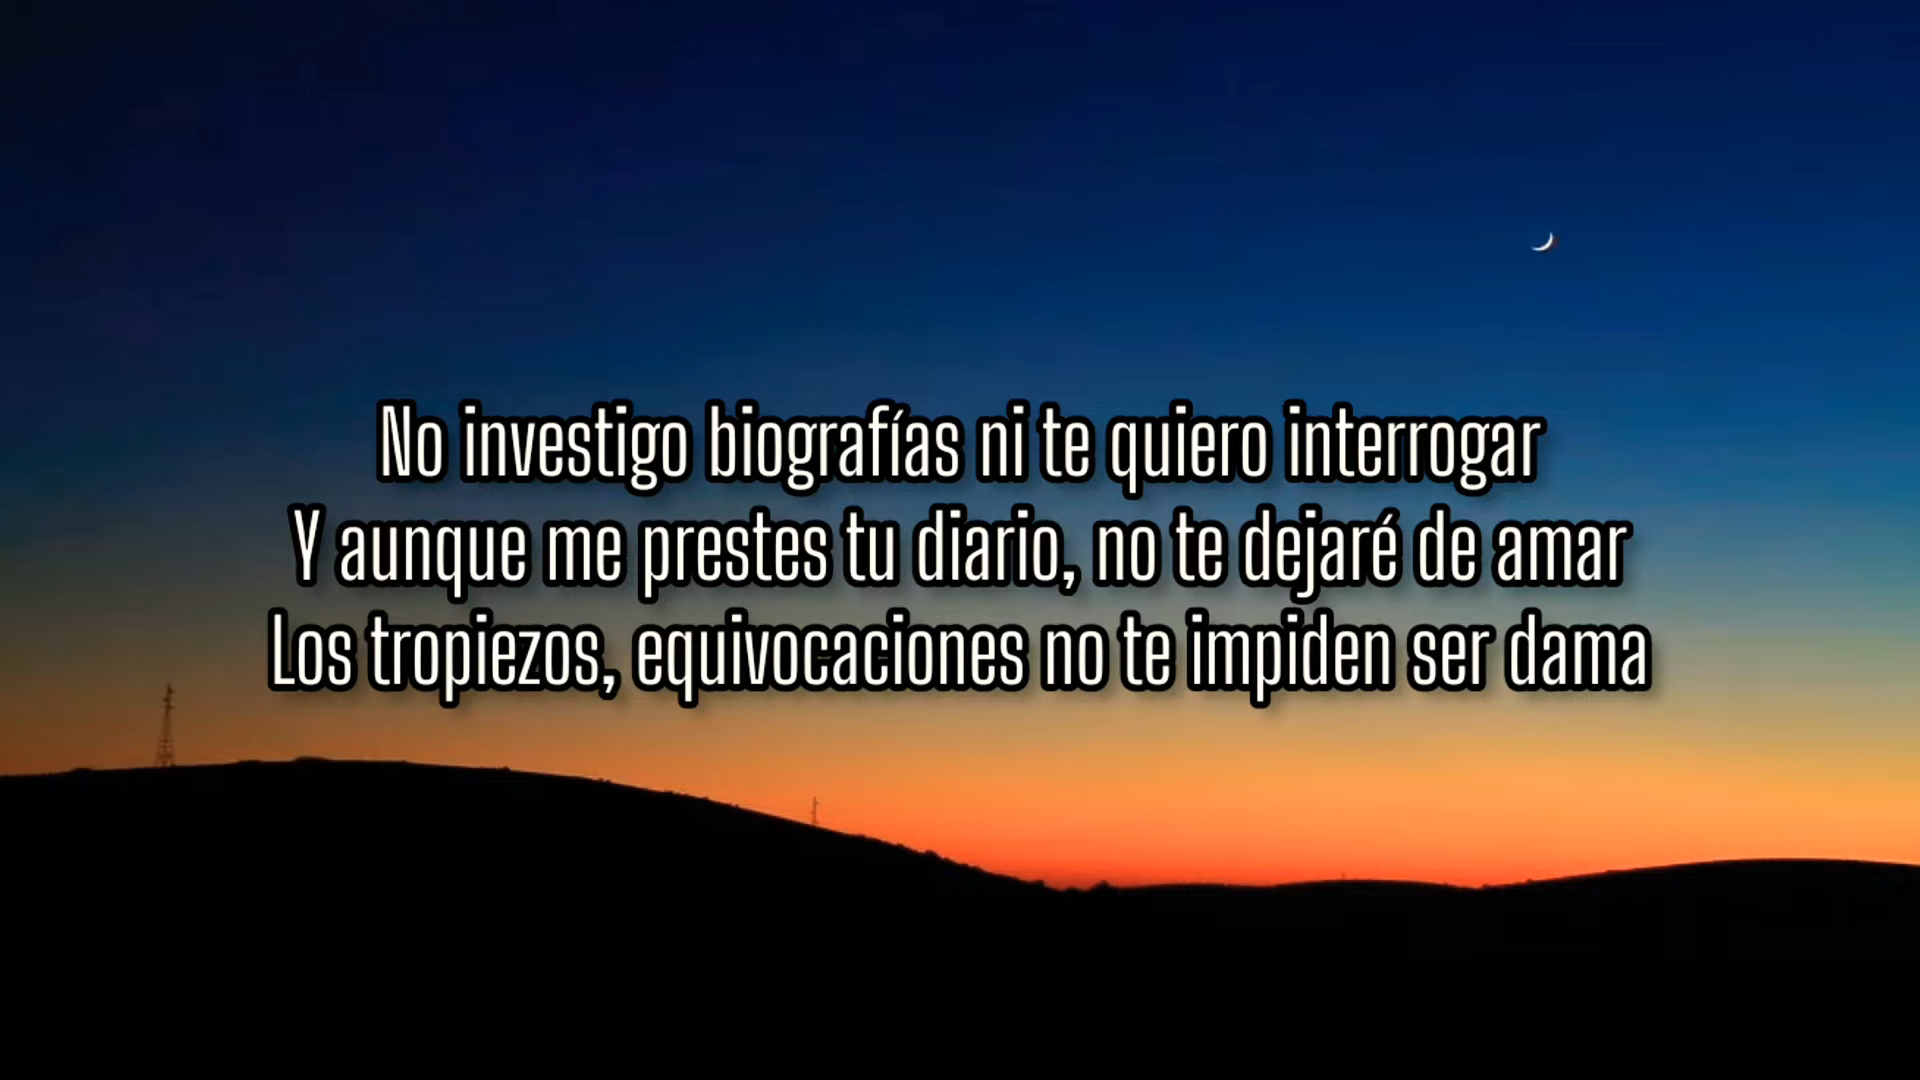 No investigo biografías ni te quiero interrogar
Y aunque me prestes tu diario, no te dejaré de amar
Los tropiezos, equivocaciones no te impiden ser dama